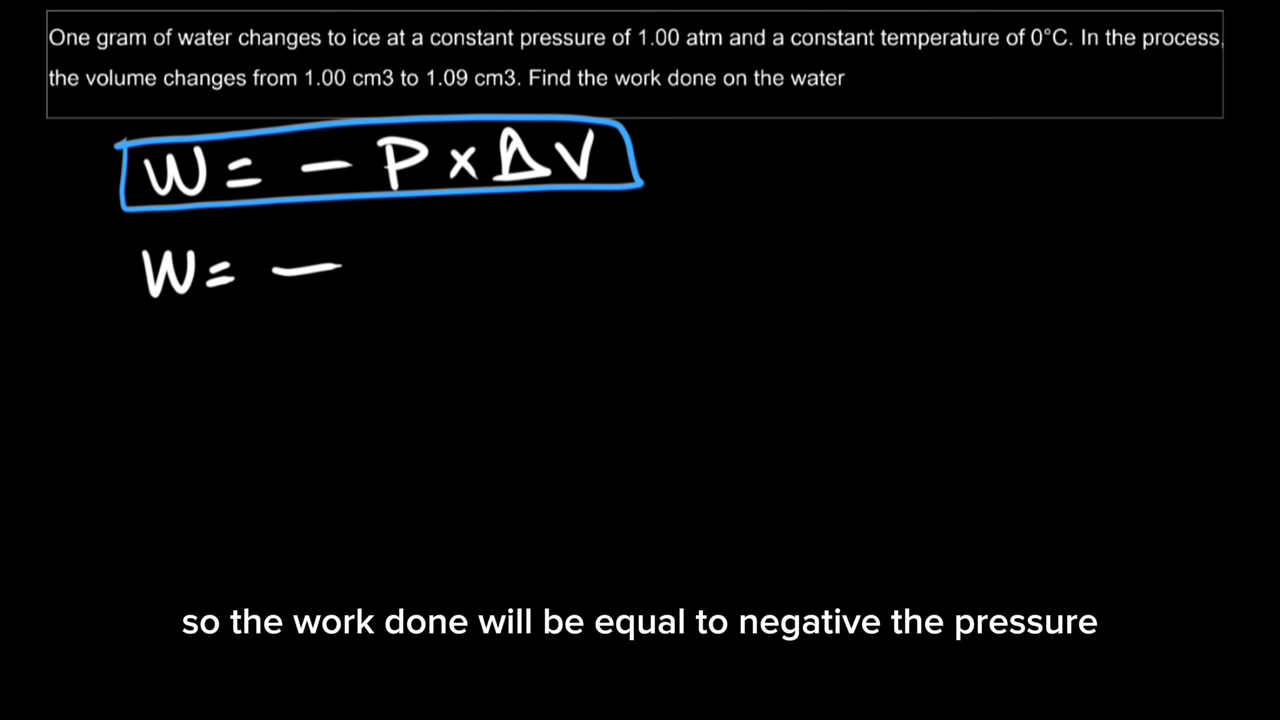 One gram of water changes to ice at a constant pressure of 1.00 atm and a constant temperature of 0°C. In the process,
the volume changes from 1.00 cm3 to 1.09 cm3. Find the work done on the water
W = - P x Δ V
W = -
so the work done will be equal to negative the pressure